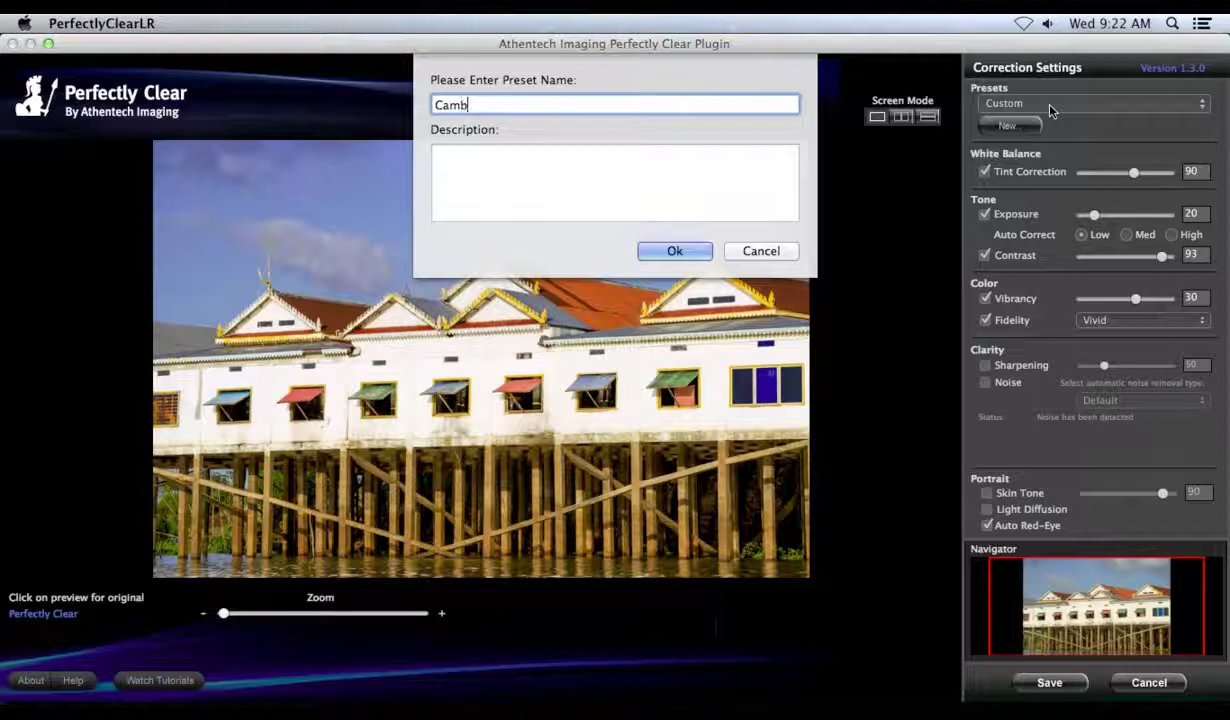 PerfectlyClearLR
Wed 9:22 AM
Athentech Imaging Perfectly Clear Plugin
Perfectly Clear
By Athentech Imaging
Please Enter Preset Name:
Camb
Description:
Ok
Cancel
Screen Mode
Correction Settings
Version 1.3.0
Presets
Custom
New...
White Balance
Tint Correction
90
Tone
Exposure
20
Auto Correct
Low
Med
High
Contrast
93
Color
Vibrancy
30
Fidelity
Vivid
Clarity
Sharpening
50
Noise
Select automatic noise removal type:
Default
Status:
Noise has been detected
Portrait
Skin Tone
90
Light Diffusion
Auto Red-Eye
Navigator
Click on preview for original
Perfectly Clear
Zoom
-
+
About
Help
Watch Tutorials
Save
Cancel